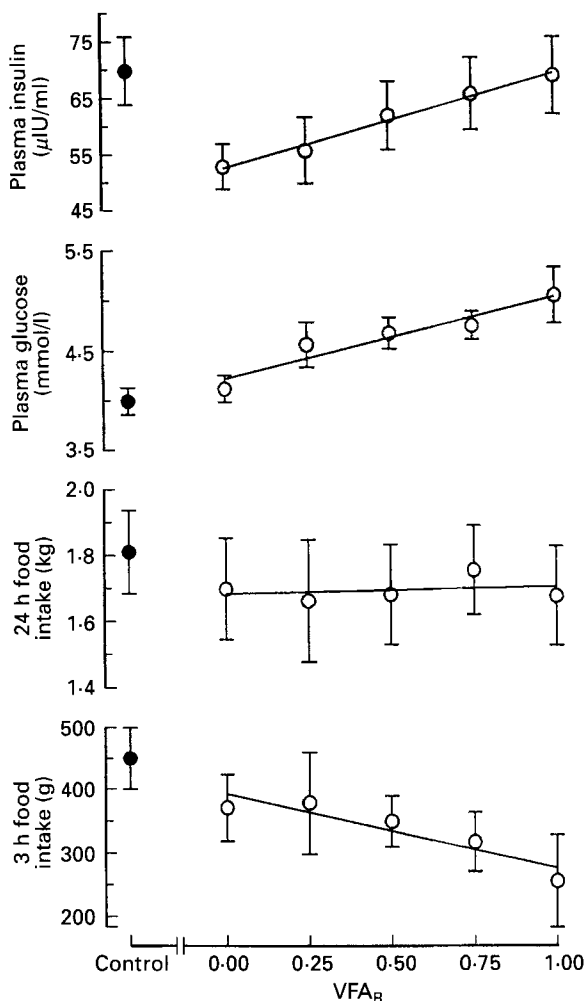 Plasma insulin
(µIU/ml)
75
65
55
45
Plasma glucose
(mmol/l)
5·5
4·5
3·5
24 h food
intake (kg)
2·0
1·8
1·6
1·4
3 h food
intake (g)
500
400
300
200
Control 0·00 0·25 0·50 0·75 1·00
VFA_R